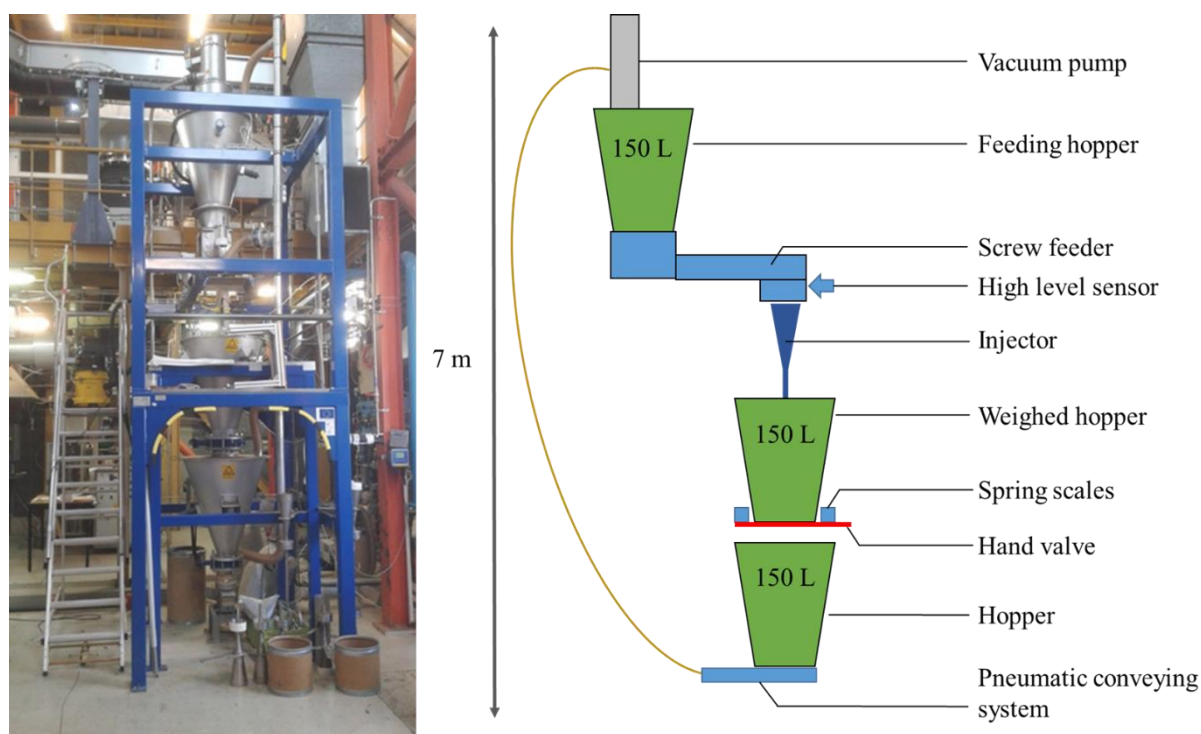 Vacuum pump
150 L
Feeding hopper
Screw feeder
High level sensor
7 m
Injector
Weighed hopper
150 L
Spring scales
Hand valve
150 L
Hopper
Pneumatic conveying
system